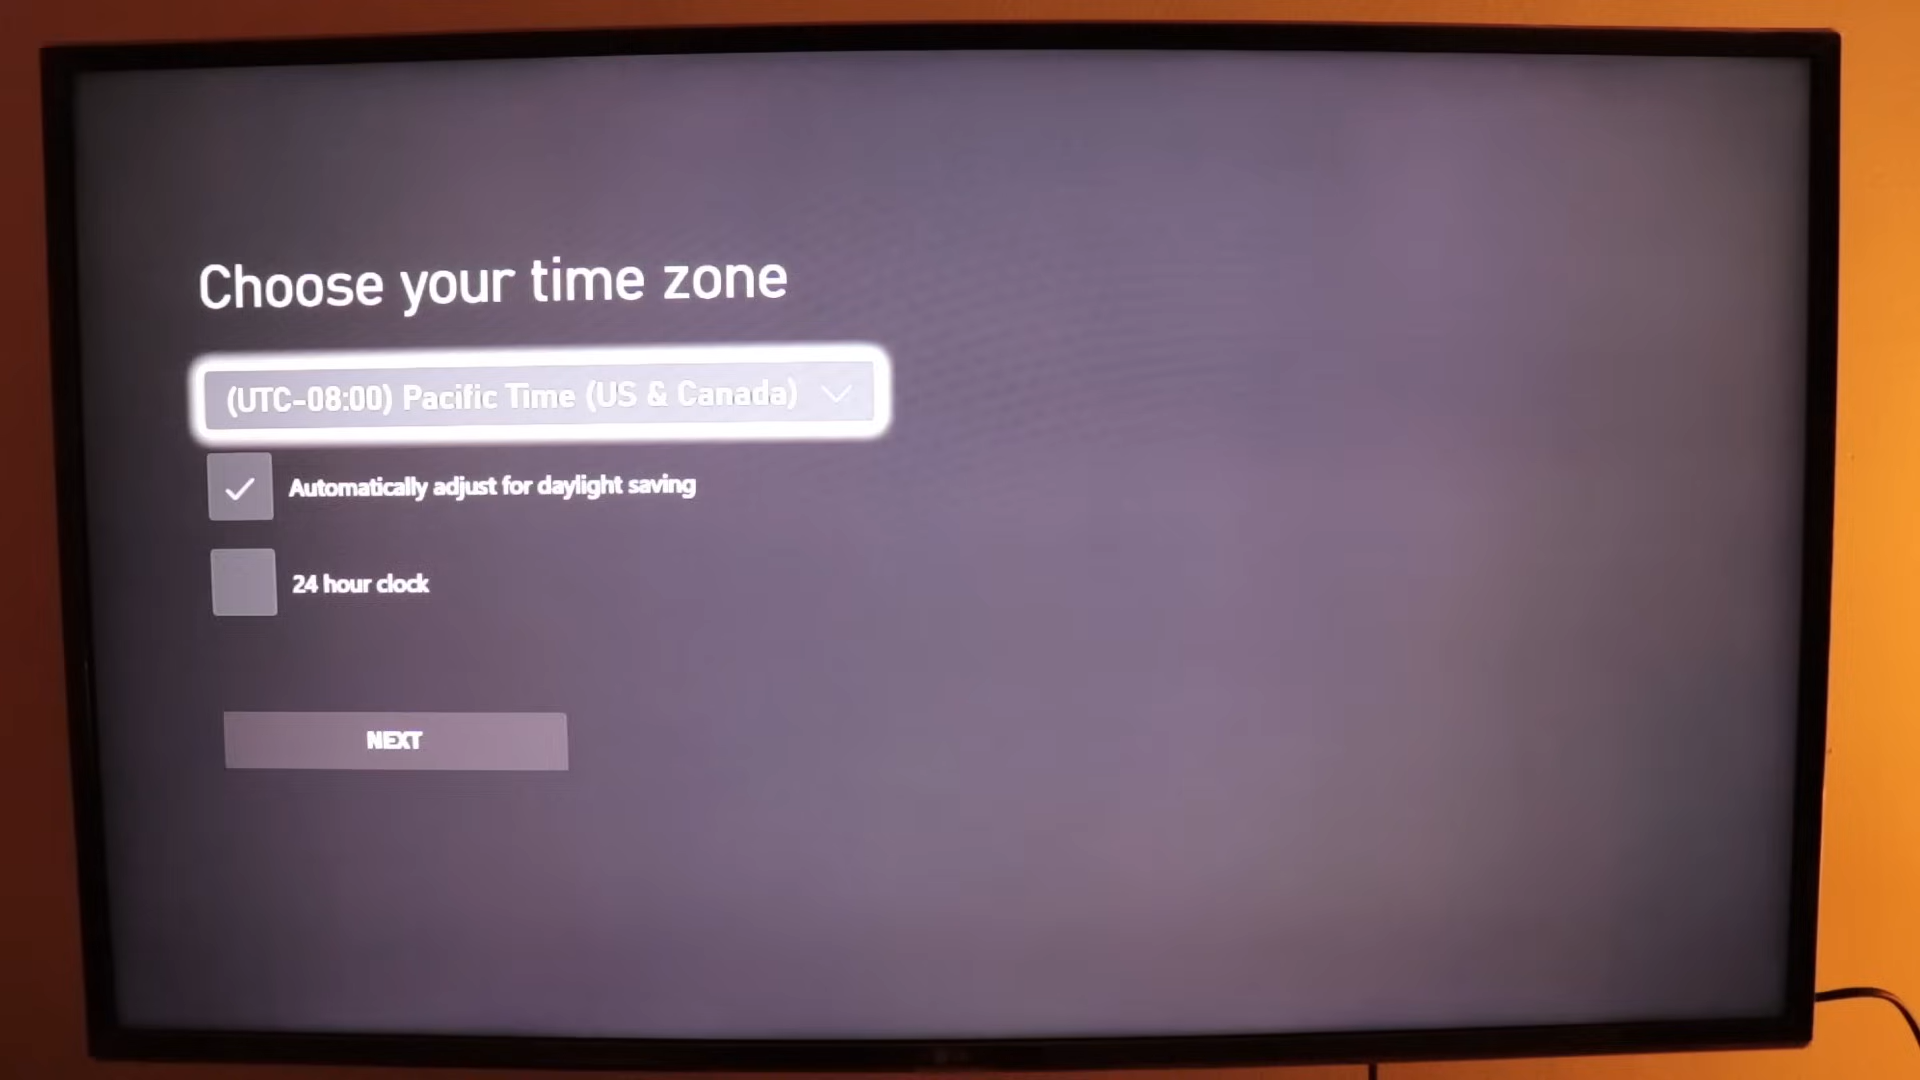 Choose your time zone
(UTC-08:00) Pacific Time (US & Canada)
Automatically adjust for daylight saving
24 hour clock
NEXT